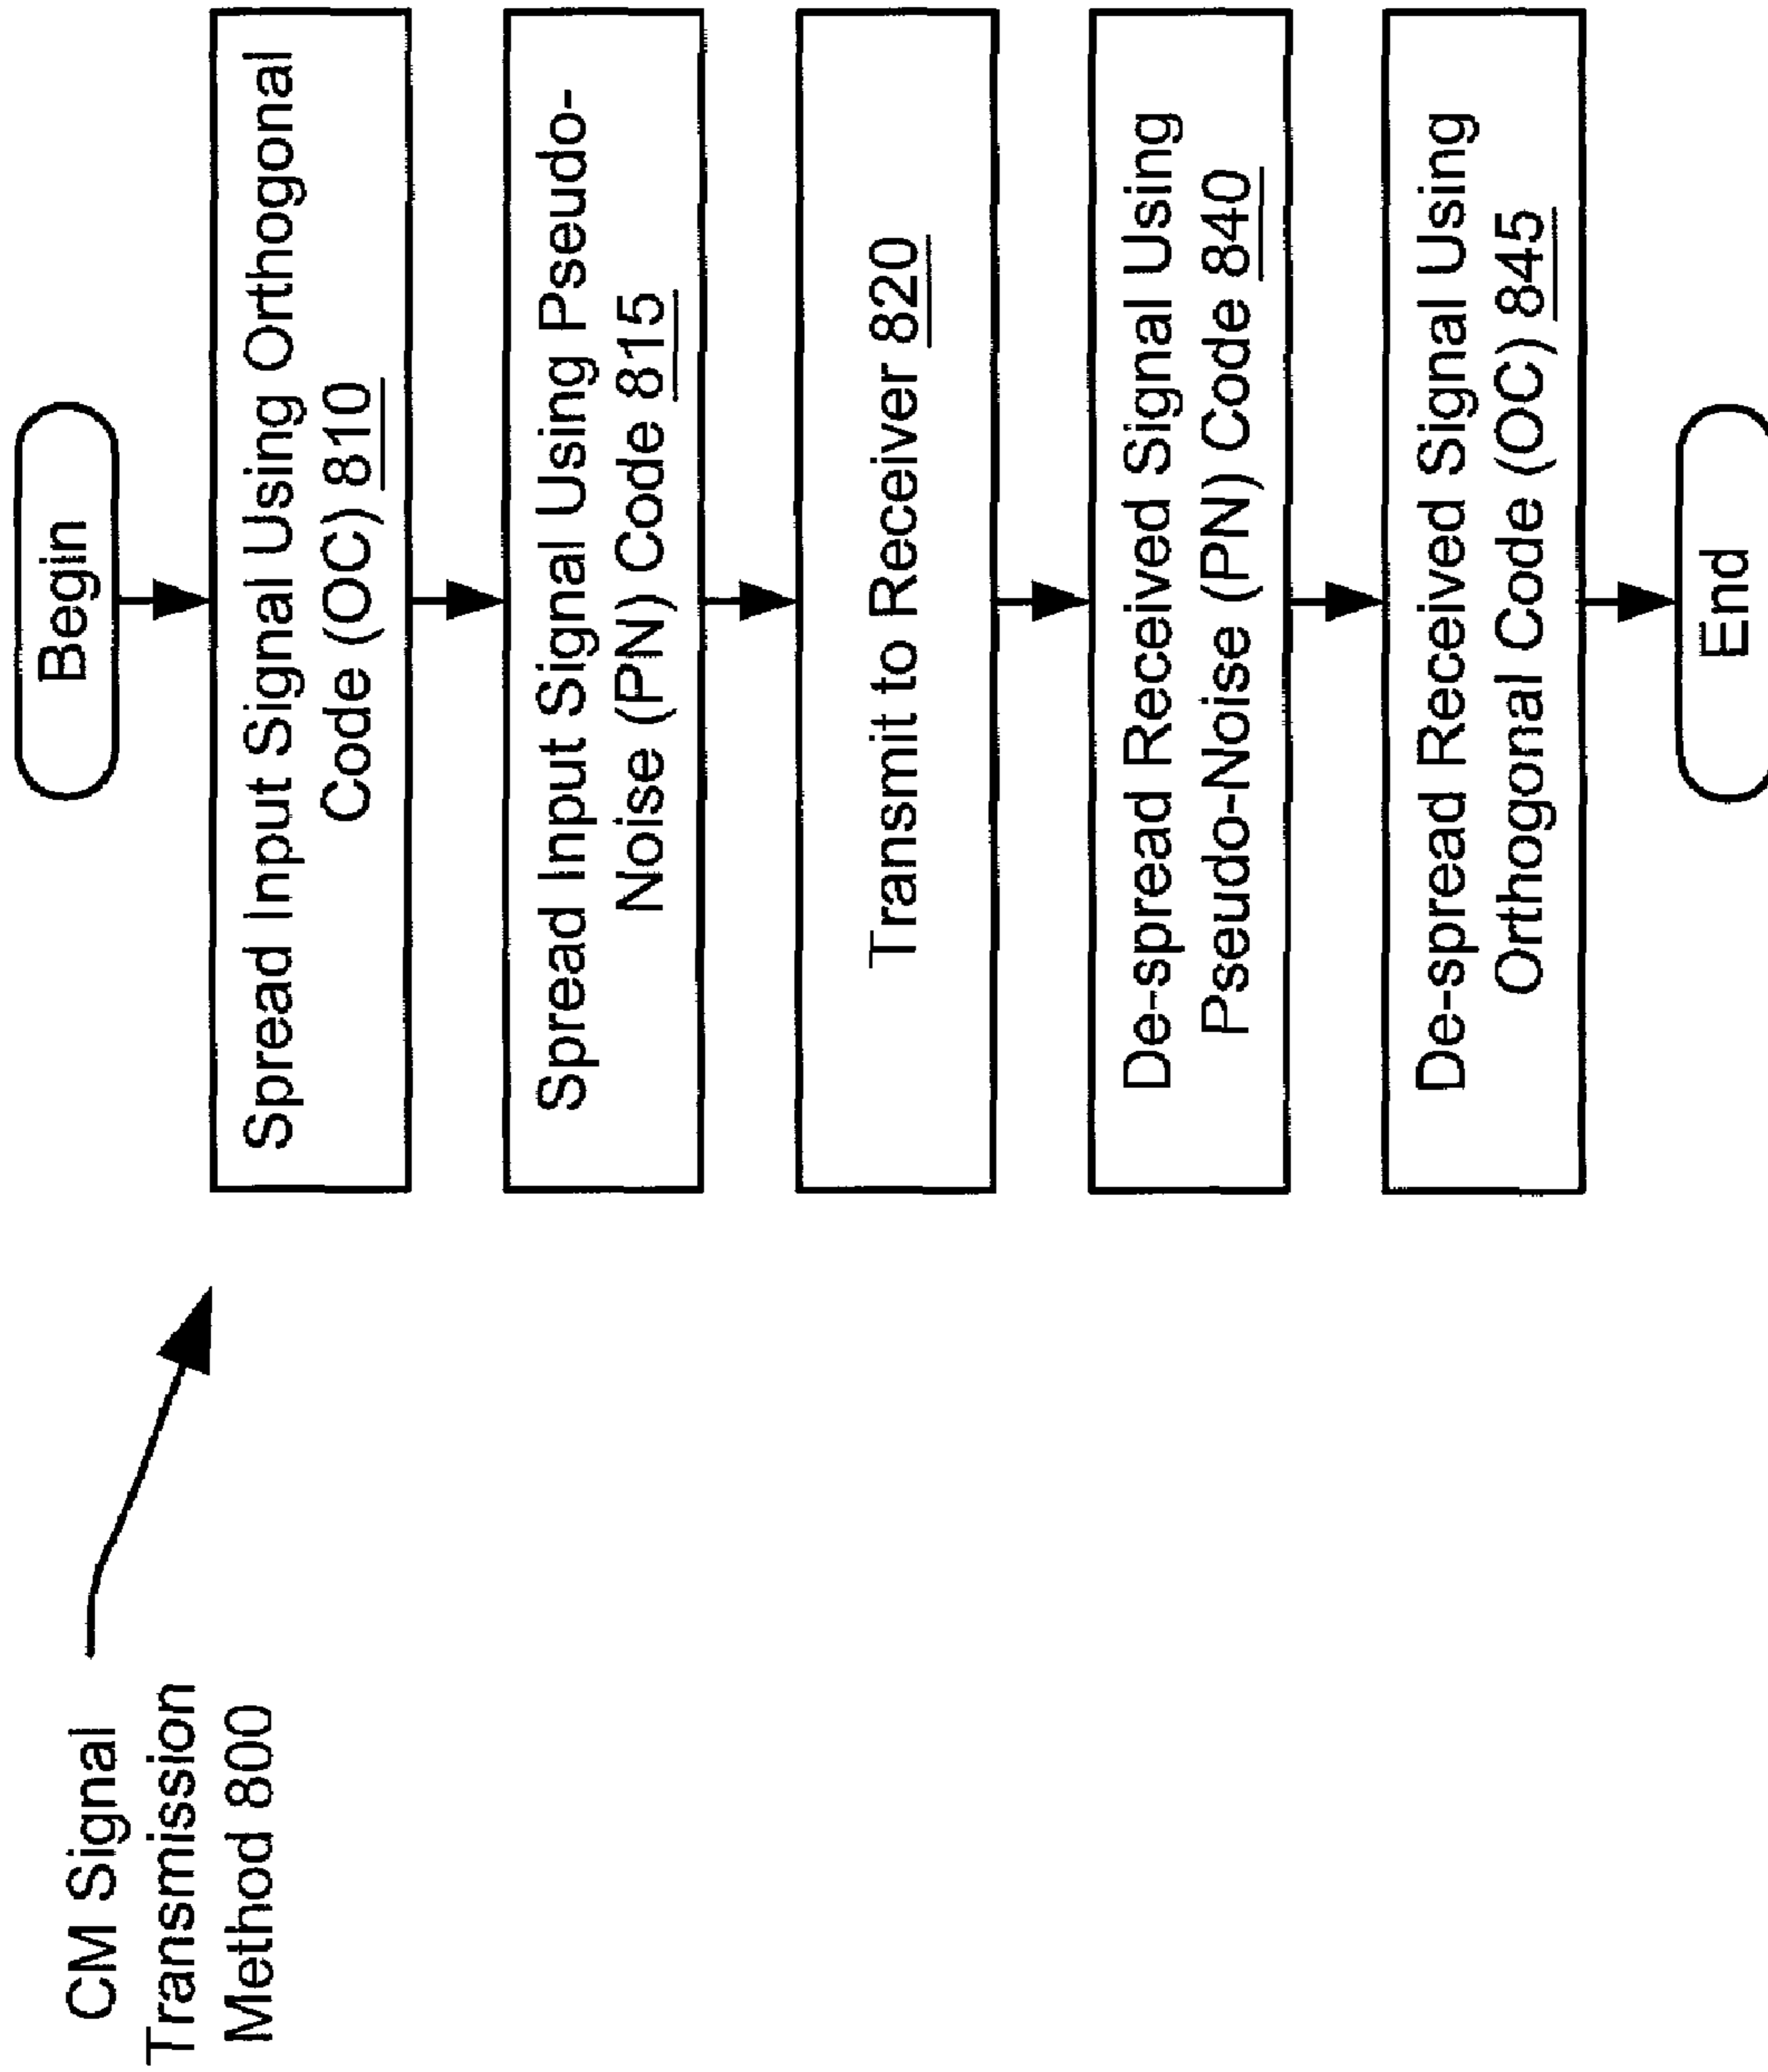 CM Signal
Transmission
Method 800
Begin
Spread Input Signal Using Orthogonal
Code (OC) 810
Spread Input Signal Using Pseudo-
Noise (PN) Code 815
Transmit to Receiver 820
De-spread Received Signal Using
Pseudo-Noise (PN) Code 840
De-spread Received Signal Using
Orthogonal Code (OC) 845
End